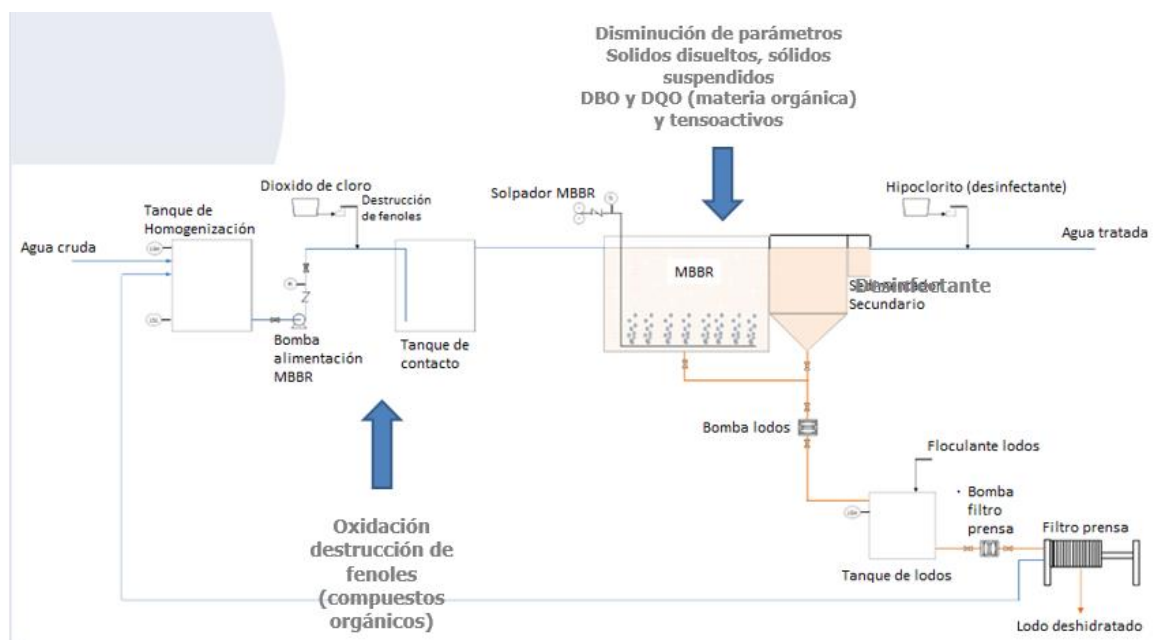 Disminución de parámetros
Solidos disueltos, sólidos
suspendidos
DBO y DQO (materia orgánica)
y tensoactivos
Dioxido de cloro
Destrucción
de fenoles
Solpador MBBR
Hipoclorito (desinfectante)
Tanque de
Homogenización
Agua cruda
Agua tratada
MBBR
Desinfectante
Secundario
Bomba
alimentación
MBBR
Tanque de
contacto
Bomba lodos
Floculante lodos
· Bomba
filtro
prensa
Filtro prensa
Tanque de lodos
Oxidación
destrucción de
fenoles
(compuestos
orgánicos)
Lodo deshidratado